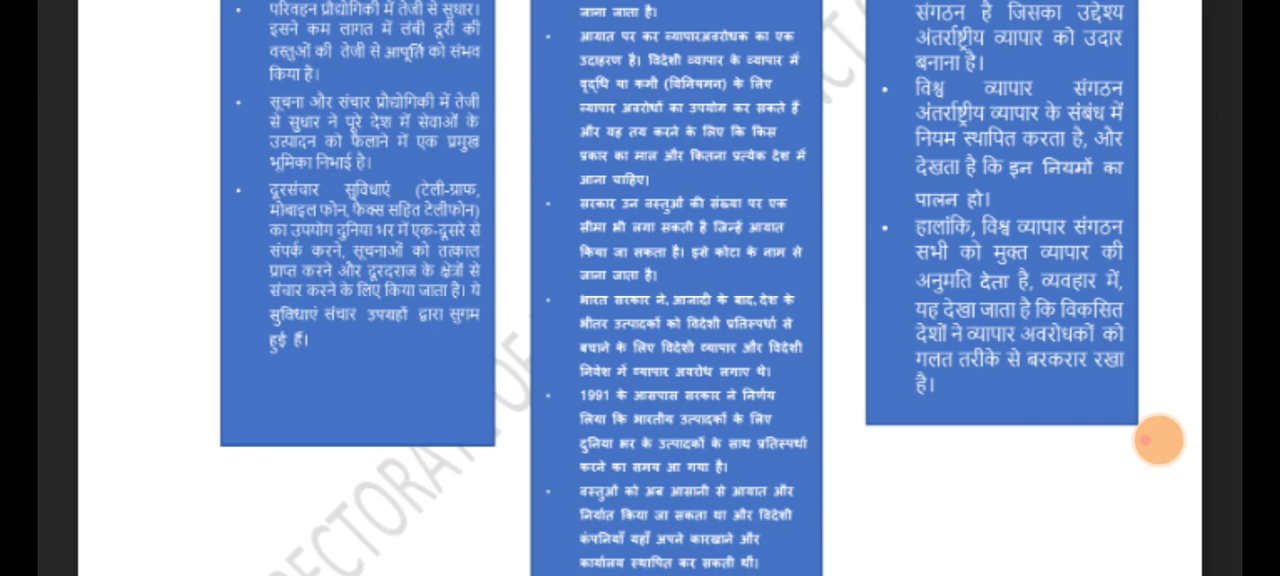 परिवहन प्रौद्योगिकी में तेजी से सुधार।
इसने कम लागत में लंबी दूरी की
वस्तुओं की तेजी से आपूर्ति को संभव
किया है।
सूचना और संचार प्रौद्योगिकी में तेजी
से सुधार ने पूरे देश में सेवाओं के
उत्पादन को फैलाने में एक प्रमुख
भूमिका निभाई है।
दूरसंचार सुविधाएं (टेली-ग्राफ,
मोबाइल फोन, फैक्स सहित टेलीफोन)
का उपयोग दुनिया भर में एक-दूसरे से
संपर्क करने, सूचनाओं को तत्काल
प्राप्त करने और दूरदराज के क्षेत्रों से
संचार करने के लिए किया जाता है। ये
सुविधाएं संचार उपग्रहों द्वारा सुगम
हुई हैं।
जाना जाता है।
आयात पर कर व्यापारअवरोधक का एक
उदाहरण है। विदेशी व्यापार के व्यापार में
वृद्धि या कमी (विनियमन) के लिए
व्यापार अवरोधों का उपयोग कर सकते हैं
और यह तय करने के लिए कि किस
प्रकार का माल और कितना प्रत्येक देश में
आना चाहिए।
सरकार उन वस्तुओं की संख्या पर एक
सीमा भी लगा सकती है जिन्हें आयात
किया जा सकता है। इसे कोटा के नाम से
जाना जाता है।
भारत सरकार ने, आजादी के बाद, देश के
भीतर उत्पादकों को विदेशी प्रतिस्पर्धा से
बचाने के लिए विदेशी व्यापार और विदेशी
निवेश में व्यापार अवरोध लगाए थे।
1991 के आसपास सरकार ने निर्णय
लिया कि भारतीय उत्पादकों के लिए
दुनिया भर के उत्पादकों के साथ प्रतिस्पर्धा
करने का समय आ गया है।
वस्तुओं को अब आसानी से आयात और
निर्यात किया जा सकता था और विदेशी
कंपनियाँ यहाँ अपने कारखाने और
कार्यालय स्थापित कर सकती थीं।
संगठन है जिसका उद्देश्य
अंतर्राष्ट्रीय व्यापार को उदार
बनाना है।
विश्व व्यापार संगठन
अंतर्राष्ट्रीय व्यापार के संबंध में
नियम स्थापित करता है, और
देखता है कि इन नियमों का
पालन हो।
हालांकि, विश्व व्यापार संगठन
सभी को मुक्त व्यापार की
अनुमति देता है, व्यवहार में,
यह देखा जाता है कि विकसित
देशों ने व्यापार अवरोधकों को
गलत तरीके से बरकरार रखा
है।